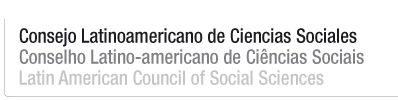 Consejo Latinoamericano de Ciencias Sociales
Conselho Latino-americano de Ciências Sociais
Latin American Council of Social Sciences